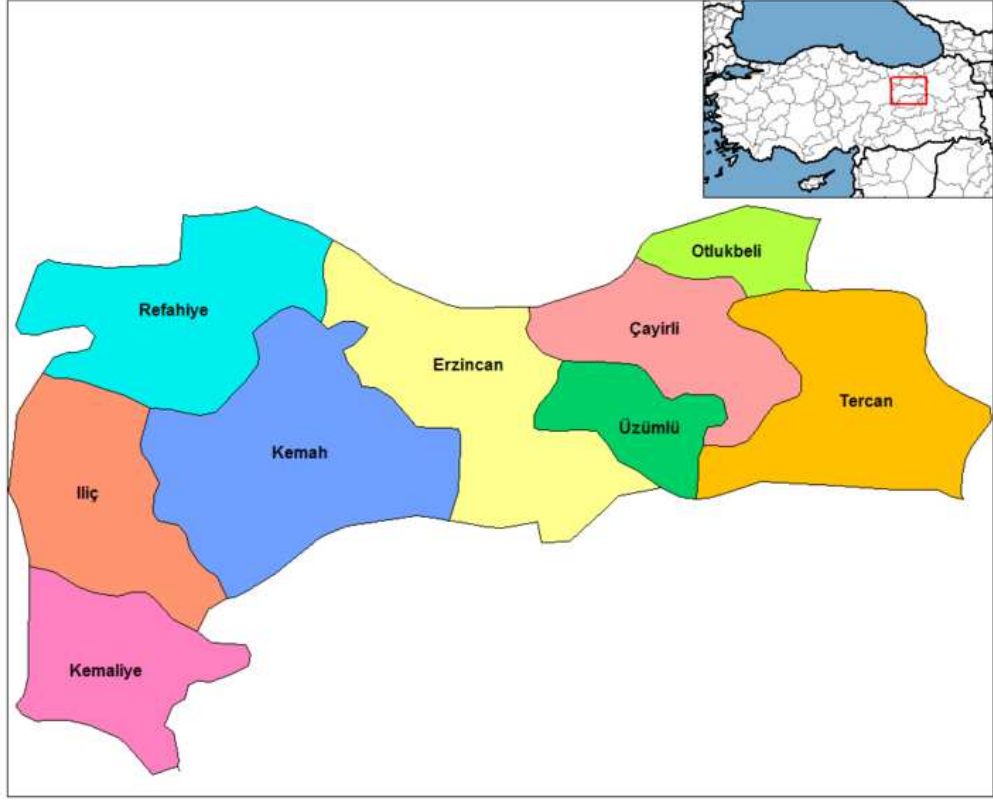 Otlukbeli
Refahiye
Çayirli
Erzincan
Tercan
Üzümlü
Kemah
Iliç
Kemaliye